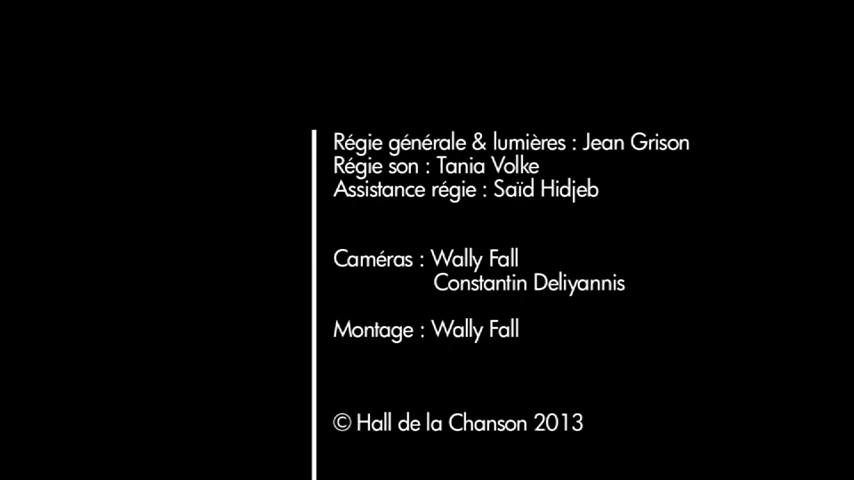 Régie générale & lumières : Jean Grison
Régie son : Tania Volke
Assistance régie : Saïd Hidjeb
Caméras : Wally Fall
Constantin Deliyannis
Montage : Wally Fall
© Hall de la Chanson 2013